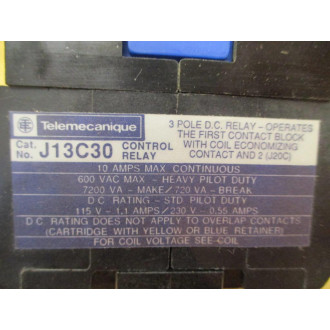 Telemecanique
Cat. No. J13C30 CONTROL RELAY
3 POLE D.C. RELAY - OPERATES
THE FIRST CONTACT BLOCK
WITH COIL ECONOMIZING
CONTACT AND 2 (J20C)
10 AMPS MAX CONTINUOUS
600 VAC MAX - HEAVY PILOT DUTY
7200 VA - MAKE/720 VA - BREAK
D C RATING - STD PILOT DUTY
115 V - 1.1 AMPS/230 V - 0.55 AMPS
D C RATING DOES NOT APPLY TO OVERLAP CONTACTS
(CARTRIDGE WITH YELLOW OR BLUE RETAINER)
FOR COIL VOLTAGE SEE COIL